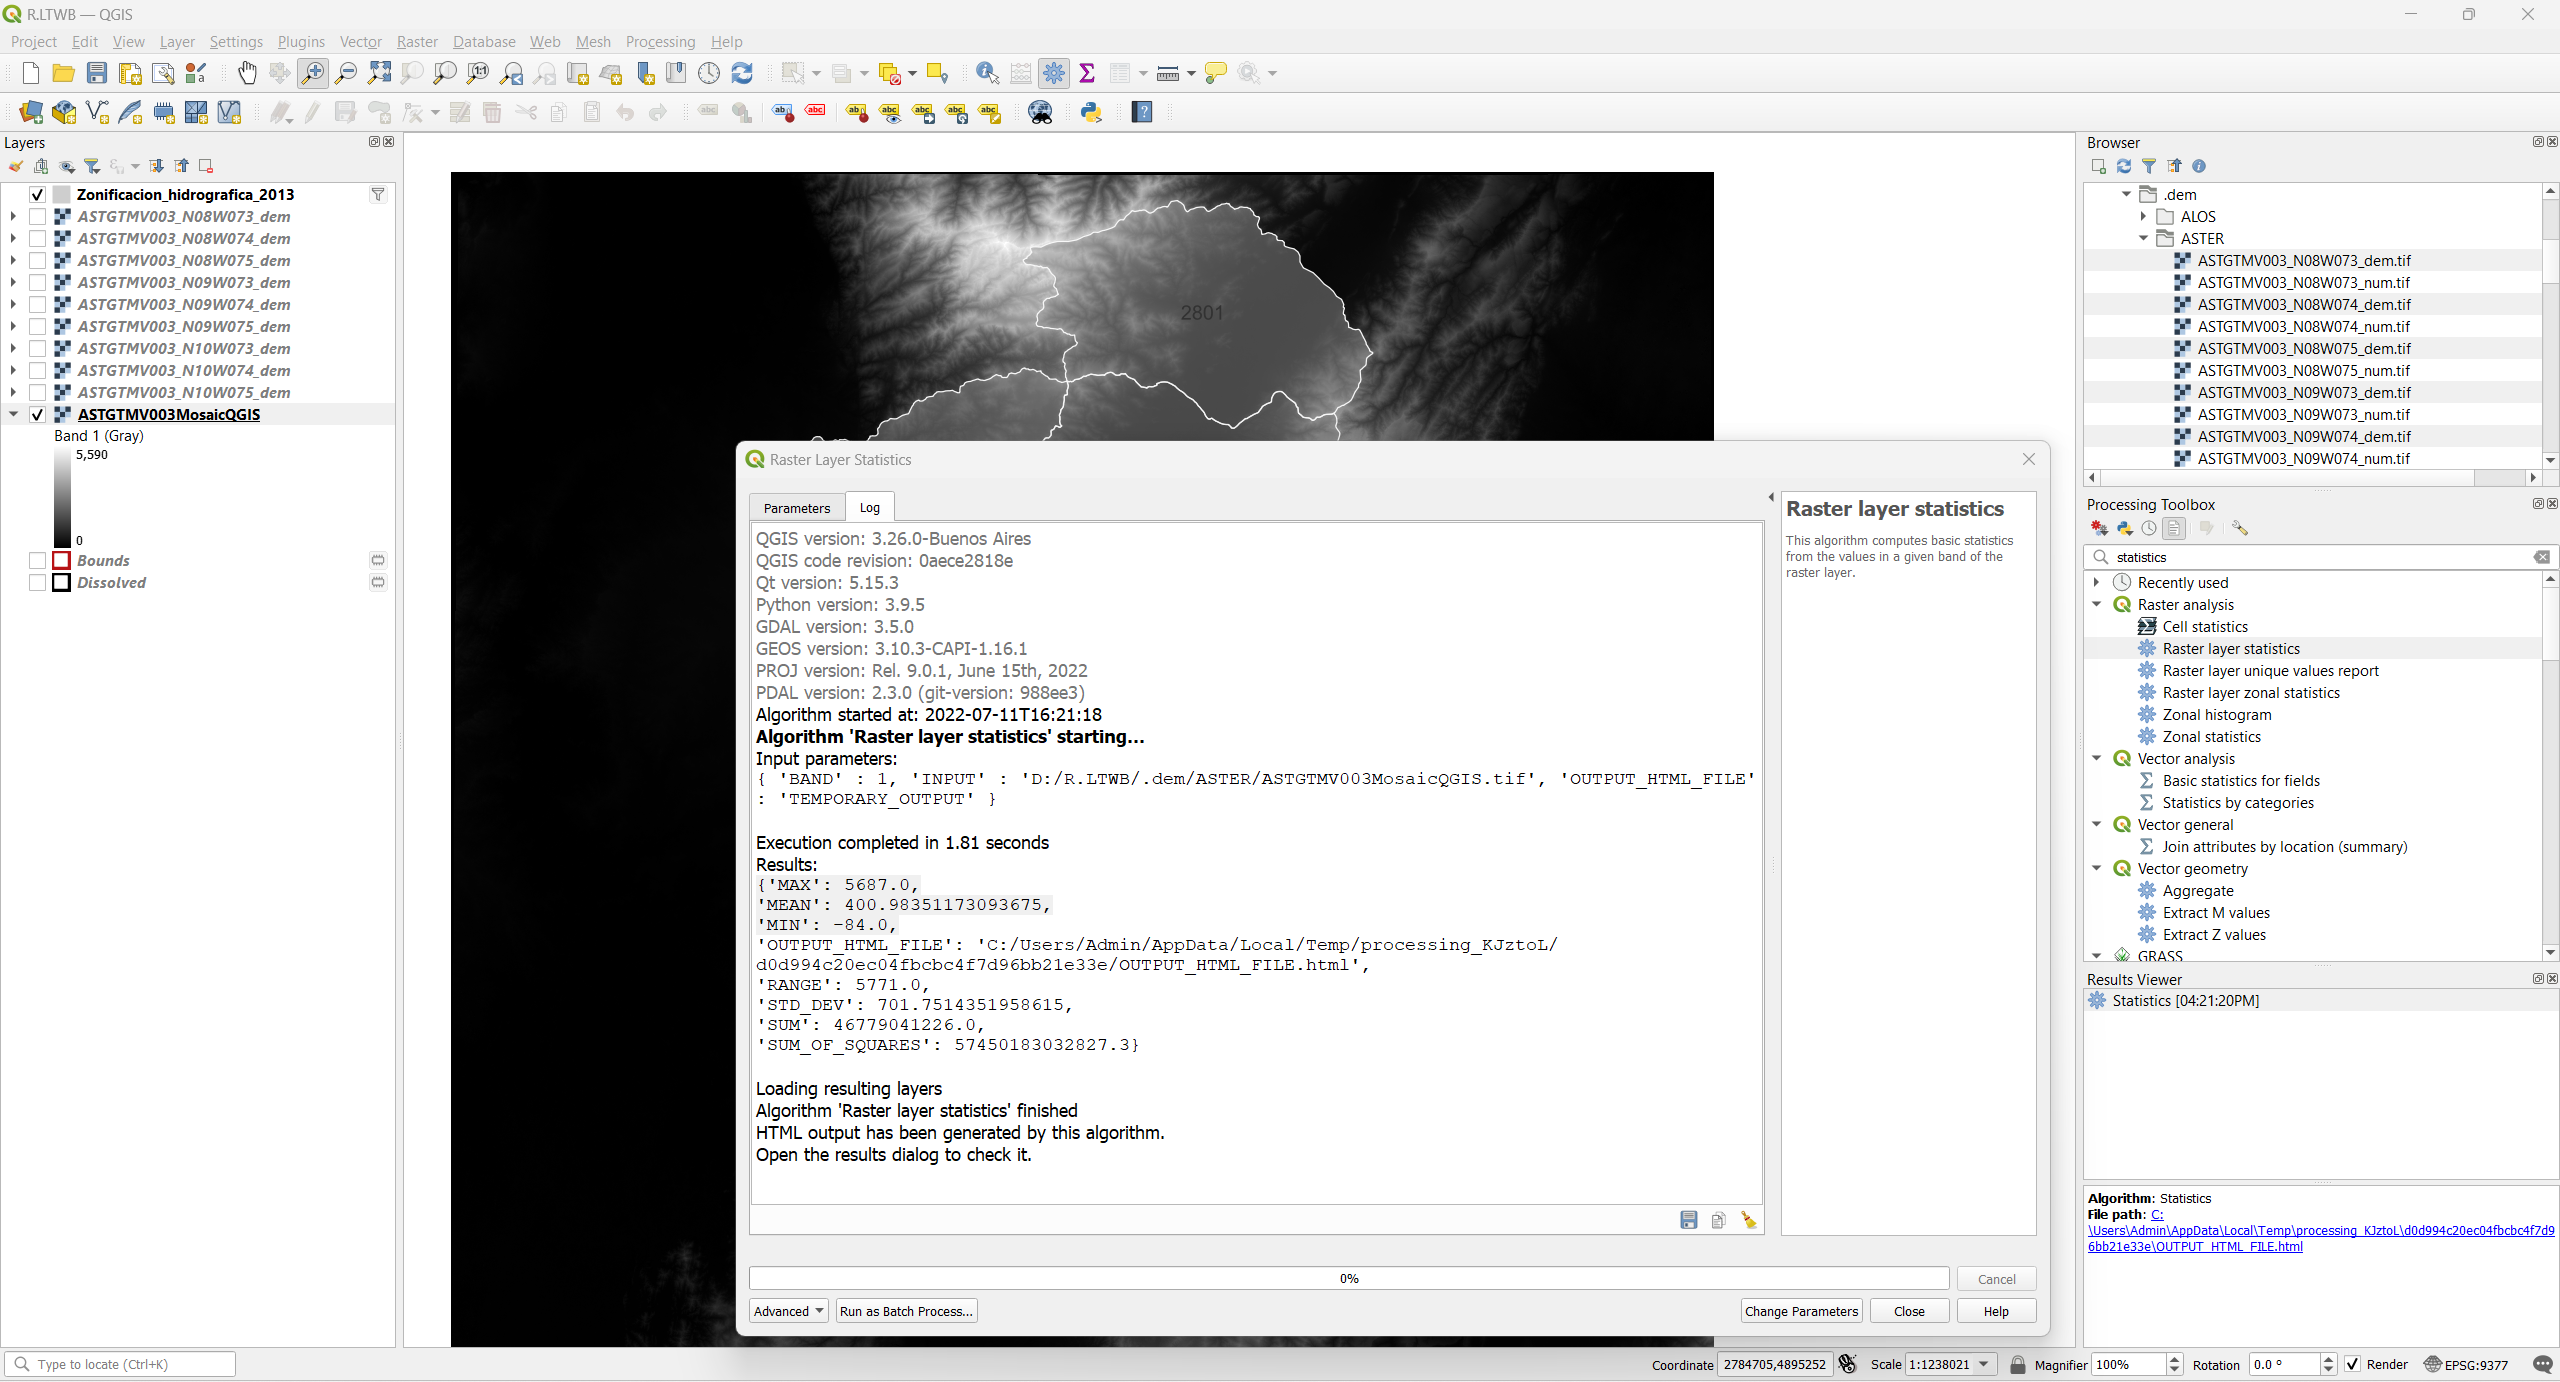 R.LTWB — QGIS
Project Edit View Layer Settings Plugins Vector Raster Database Web Mesh Processing Help
Layers
Zonificacion_hidrografica_2013
ASTGTMV003_N08W073_dem
ASTGTMV003_N08W074_dem
ASTGTMV003_N08W075_dem
ASTGTMV003_N09W073_dem
ASTGTMV003_N09W074_dem
ASTGTMV003_N09W075_dem
ASTGTMV003_N10W073_dem
ASTGTMV003_N10W074_dem
ASTGTMV003_N10W075_dem
ASTGTMV003MosaicQGIS
Band 1 (Gray)
5,590
0
Bounds
Dissolved
2801
Raster Layer Statistics
Parameters Log
QGIS version: 3.26.0-Buenos Aires
QGIS code revision: 0aece2818e
Qt version: 5.15.3
Python version: 3.9.5
GDAL version: 3.5.0
GEOS version: 3.10.3-CAPI-1.16.1
PROJ version: Rel. 9.0.1, June 15th, 2022
PDAL version: 2.3.0 (git-version: 988ee3)
Algorithm started at: 2022-07-11T16:21:18
Algorithm 'Raster layer statistics' starting…
Input parameters:
{ 'BAND' : 1, 'INPUT' : 'D:/R.LTWB/.dem/ASTER/ASTGTMV003MosaicQGIS.tif', 'OUTPUT_HTML_FILE'
: 'TEMPORARY_OUTPUT' }
Execution completed in 1.81 seconds
Results:
{'MAX': 5687.0,
'MEAN': 400.98351173093675,
'MIN': -84.0,
'OUTPUT_HTML_FILE': 'C:/Users/Admin/AppData/Local/Temp/processing_KJztoL/
d0d994c20ec04fbcbc4f7d96bb21e33e/OUTPUT_HTML_FILE.html',
'RANGE': 5771.0,
'STD_DEV': 701.7514351958615,
'SUM': 46779041226.0,
'SUM_OF_SQUARES': 57450183032827.3}
Loading resulting layers
Algorithm 'Raster layer statistics' finished
HTML output has been generated by this algorithm.
Open the results dialog to check it.
Raster layer statistics
This algorithm computes basic statistics
from the values in a given band of the
raster layer.
0%
Cancel
Advanced Run as Batch Process… Change Parameters Close Help
Browser
.dem
ALOS
ASTER
ASTGTMV003_N08W073_dem.tif
ASTGTMV003_N08W073_num.tif
ASTGTMV003_N08W074_dem.tif
ASTGTMV003_N08W074_num.tif
ASTGTMV003_N08W075_dem.tif
ASTGTMV003_N08W075_num.tif
ASTGTMV003_N09W073_dem.tif
ASTGTMV003_N09W073_num.tif
ASTGTMV003_N09W074_dem.tif
ASTGTMV003_N09W074_num.tif
Processing Toolbox
statistics
Recently used
Raster analysis
Cell statistics
Raster layer statistics
Raster layer unique values report
Raster layer zonal statistics
Zonal histogram
Zonal statistics
Vector analysis
Basic statistics for fields
Statistics by categories
Vector general
Join attributes by location (summary)
Vector geometry
Aggregate
Extract M values
Extract Z values
GRASS
Results Viewer
Statistics [04:21:20PM]
Algorithm: Statistics
File path: C:
\Users\Admin\AppData\Local\Temp\processing_KJztoL\d0d994c20ec04fbcbc4f7d9
6bb21e33e\OUTPUT_HTML_FILE.html
Type to locate (Ctrl+K) Coordinate 2784705,4895252 Scale 1:1238021 Magnifier 100% Rotation 0.0 ° Render EPSG:9377